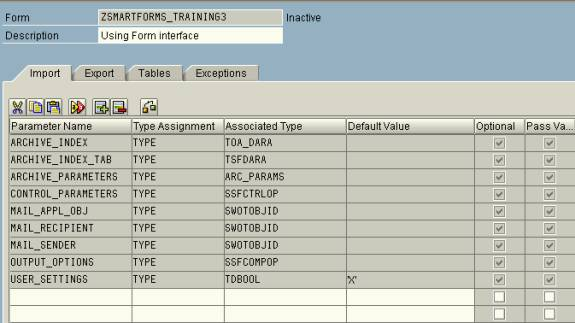 Form ZSMARTFORMS_TRAINING3 Inactive
Description Using Form interface
Import Export Tables Exceptions
Parameter Name Type Assignment Associated Type Default Value Optional Pass Va...
ARCHIVE_INDEX TYPE TOA_DARA
ARCHIVE_INDEX_TAB TYPE TSFDARA
ARCHIVE_PARAMETERS TYPE ARC_PARAMS
CONTROL_PARAMETERS TYPE SSFCTRLOP
MAIL_APPL_OBJ TYPE SWOTOBJID
MAIL_RECIPIENT TYPE SWOTOBJID
MAIL_SENDER TYPE SWOTOBJID
OUTPUT_OPTIONS TYPE SSFCOMPOP
USER_SETTINGS TYPE TDBOOL 'X'